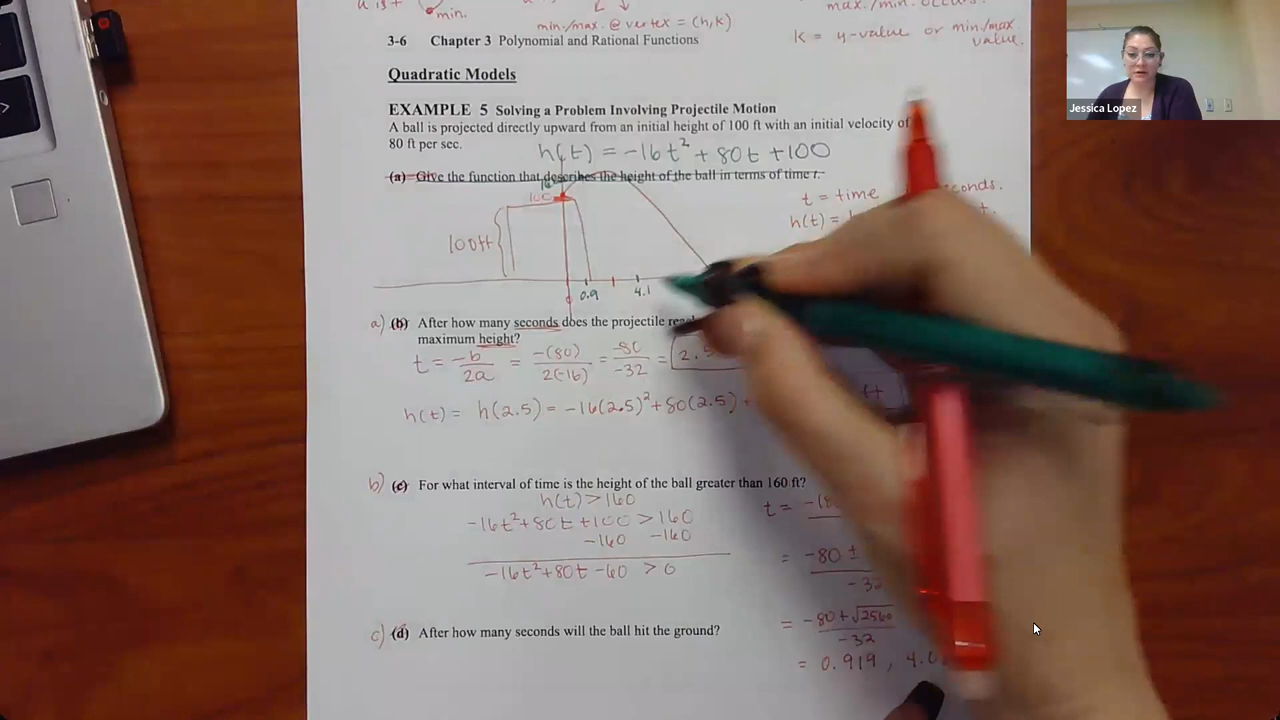 min.
min./max. @ vertex = (h,k)
max./min. occurs.
k = y-value or min./max
value.
3-6 Chapter 3 Polynomial and Rational Functions
Quadratic Models
EXAMPLE 5 Solving a Problem Involving Projectile Motion
A ball is projected directly upward from an initial height of 100 ft with an initial velocity of
80 ft per sec.
h(t) = -16t² + 80t + 100
(a) Give the function that describes the height of the ball in terms of time t.
t = time
seconds.
h(t) =
100
100ft
0.9
4.1
a) (b) After how many seconds does the projectile
maximum height?
t = -b/2a = -(80)/2(-16) = -80/-32 =
h(t) = h(2.5) = -16(2.5)² + 80(2.5) +
b) (c) For what interval of time is the height of the ball greater than 160 ft?
h(t) > 160
-16t² + 80t + 100 > 160
-160 -160
-16t² + 80t - 60 > 0
t =
= -80 ±
-32
= -80 + √2560
-32
= 0.919,
c) (d) After how many seconds will the ball hit the ground?
Jessica Lopez